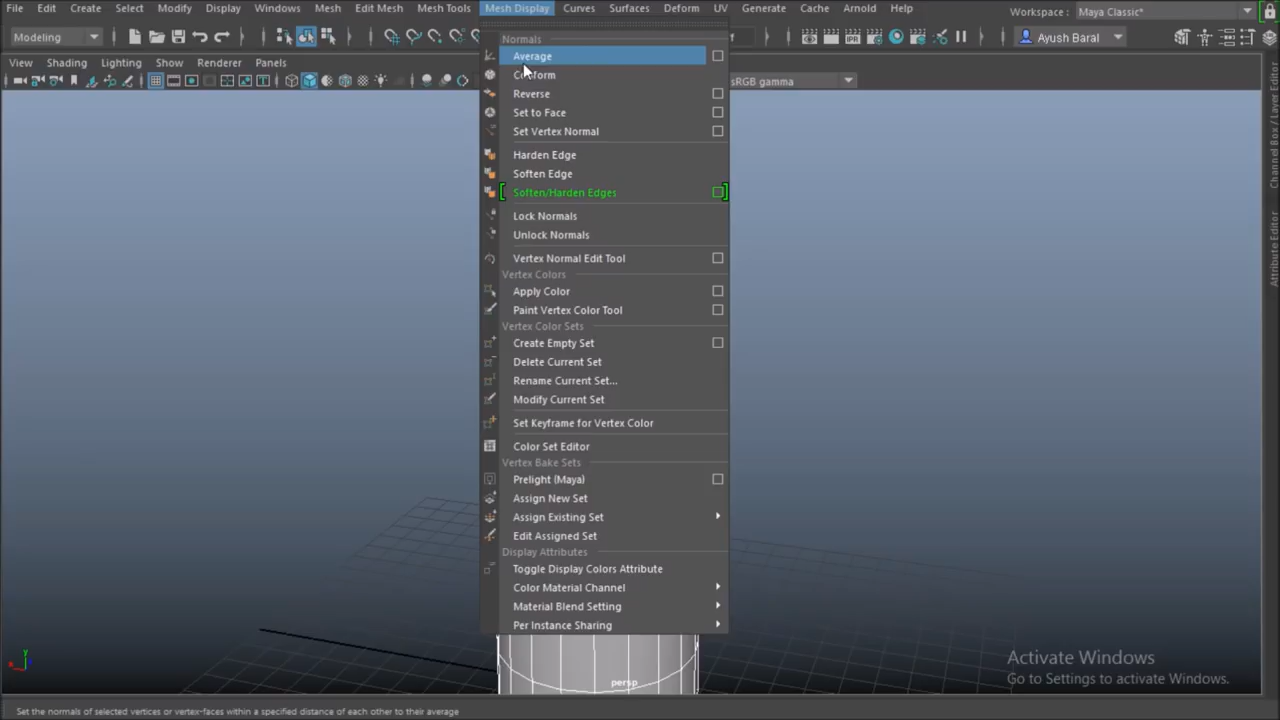 File Edit Create Select Modify Display Windows Mesh Edit Mesh Mesh Tools Mesh Display Curves Surfaces Deform UV Generate Cache Arnold Help Workspace: Maya Classic*
Modeling Ayush Baral
View Shading Lighting Show Renderer Panels sRGB gamma
Normals
Average
Conform
Reverse
Set to Face
Set Vertex Normal
Harden Edge
Soften Edge
Soften/Harden Edges
Lock Normals
Unlock Normals
Vertex Normal Edit Tool
Vertex Colors
Apply Color
Paint Vertex Color Tool
Vertex Color Sets
Create Empty Set
Delete Current Set
Rename Current Set...
Modify Current Set
Set Keyframe for Vertex Color
Color Set Editor
Vertex Bake Sets
Prelight (Maya)
Assign New Set
Assign Existing Set
Edit Assigned Set
Display Attributes
Toggle Display Colors Attribute
Color Material Channel
Material Blend Setting
Per Instance Sharing
Channel Box / Layer Editor
Attribute Editor
persp
y
x
Activate Windows
Go to Settings to activate Windows.
Set the normals of selected vertices or vertex-faces within a specified distance of each other to their average